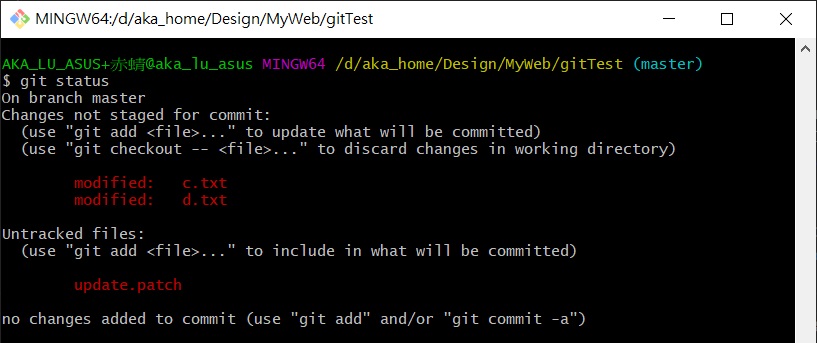 MINGW64:/d/aka_home/Design/MyWeb/gitTest
AKA_LU_ASUS+赤蜻@aka_lu_asus MINGW64 /d/aka_home/Design/MyWeb/gitTest (master)
$ git status
On branch master
Changes not staged for commit:
  (use "git add <file>..." to update what will be committed)
  (use "git checkout -- <file>..." to discard changes in working directory)
        modified:   c.txt
        modified:   d.txt
Untracked files:
  (use "git add <file>..." to include in what will be committed)
        update.patch
no changes added to commit (use "git add" and/or "git commit -a")